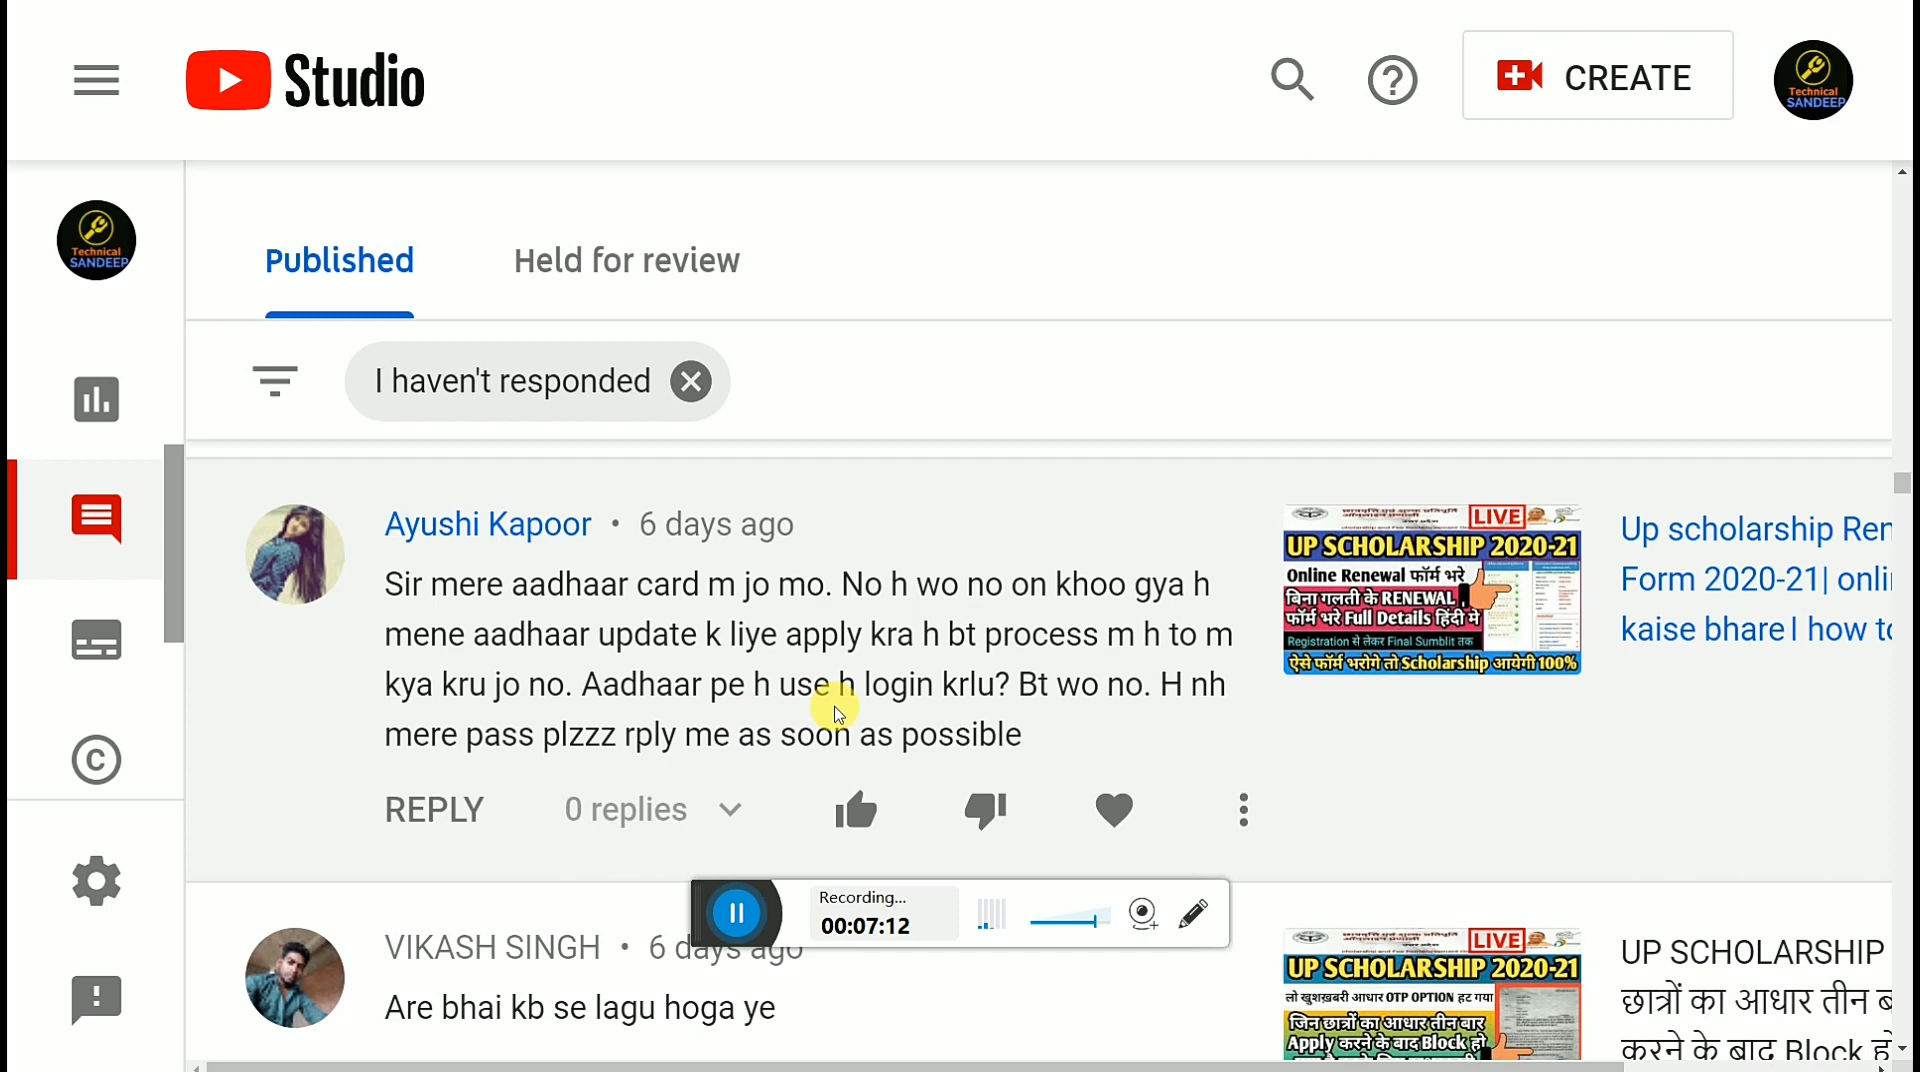 Studio
CREATE
Technical
SANDEEP
Technical
SANDEEP
Published
Held for review
I haven't responded
Ayushi Kapoor • 6 days ago
Sir mere aadhaar card m jo mo. No h wo no on khoo gya h
mene aadhaar update k liye apply kra h bt process m h to m
kya kru jo no. Aadhaar pe h use h login krlu? Bt wo no. H nh
mere pass plzzz rply me as soon as possible
REPLY
0 replies
LIVE
UP SCHOLARSHIP 2020-21
Online Renewal फॉर्म भरे
बिना गलती के RENEWAL
फॉर्म भरे Full Details हिंदी मे
Registration से लेकर Final Sumblit तक
ऐसे फॉर्म भरोगे तो Scholarship आयेगी 100%
Up scholarship Ren
Form 2020-21| onli
kaise bhare l how to
Recording...
00:07:12
VIKASH SINGH • 6 days ago
Are bhai kb se lagu hoga ye
LIVE
UP SCHOLARSHIP 2020-21
लो खुशख़बरी आधार OTP OPTION हट गया
जिन छात्रों का आधार तीन बार
Apply करने के बाद Block हो
UP SCHOLARSHIP
छात्रों का आधार तीन ब
करने के बाद Block ह